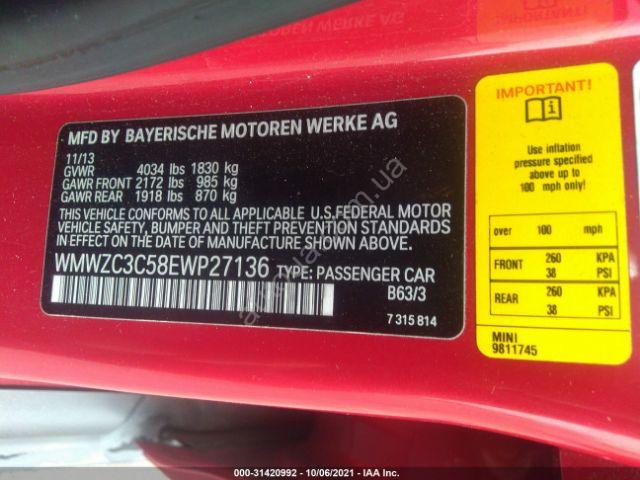 MFD BY BAYERISCHE MOTOREN WERKE AG
11/13
GVWR 4034 lbs 1830 kg
GAWR FRONT 2172 lbs 985 kg
GAWR REAR 1918 lbs 870 kg
THIS VEHICLE CONFORMS TO ALL APPLICABLE U.S.FEDERAL MOTOR
VEHICLE SAFETY, BUMPER AND THEFT PREVENTION STANDARDS
IN EFFECT ON THE DATE OF MANUFACTURE SHOWN ABOVE.
WMWZC3C58EWP27136 TYPE: PASSENGER CAR
B63/3
7 315 814
IMPORTANT!
Use inflation
pressure specified
above up to
100 mph only!
over 100 mph
FRONT 260 KPA
38 PSI
REAR 260 KPA
38 PSI
MINI
9811745
000-31420992 - 10/06/2021 - IAA Inc.